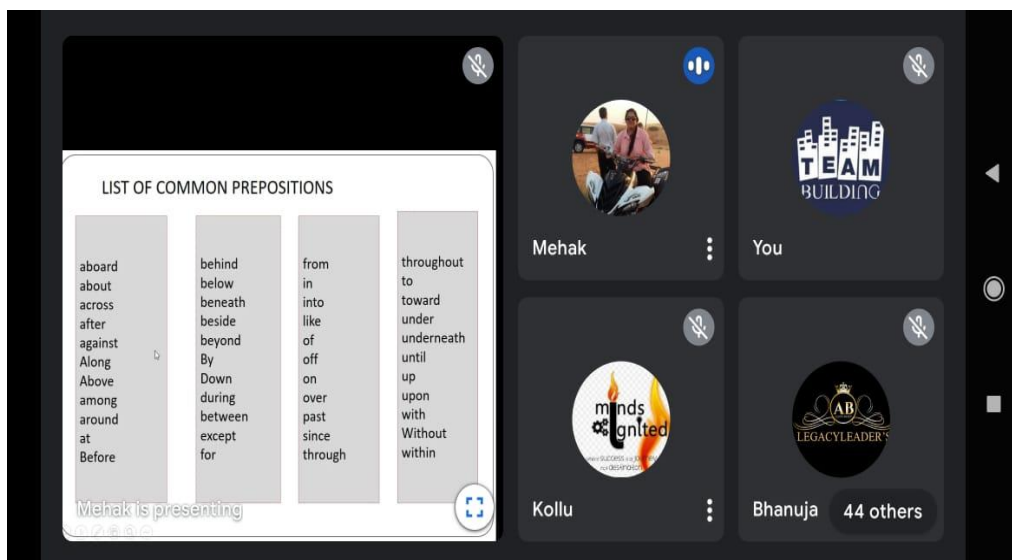 LIST OF COMMON PREPOSITIONS
aboard
about
across
after
against
Along
Above
among
around
at
Before
behind
below
beneath
beside
beyond
By
Down
during
between
except
for
from
in
into
like
of
off
on
over
past
since
through
throughout
to
toward
under
underneath
until
up
upon
with
Without
within
Mehak is presenting
Mehak
TEAM
BUILDING
You
minds
Ignited
Kollu
AB
LEGACYLEADER'S
Bhanuja
44 others